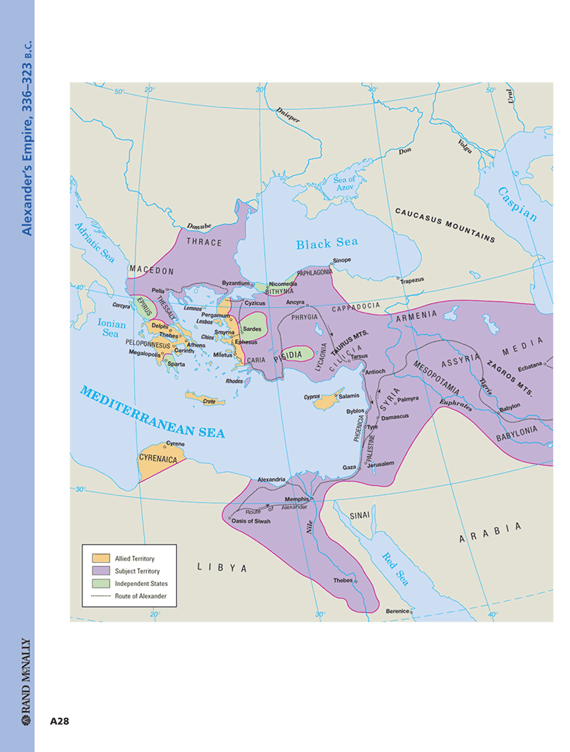 Alexander's Empire, 336–323 B.C.
50°
20°
30°
40°
50°
Dnieper
Ural
Don
Volga
Sea of
Azov
Caspian
CAUCASUS MOUNTAINS
Danube
THRACE
Black Sea
Adriatic Sea
Sinope
MACEDON
PAPHLAGONIA
Byzantium
Nicomedia
BITHYNIA
Trapezus
40°
Pella
Cyzicus
Ancyra
CAPPADOCIA
Corcyra
EPIRUS
THESSALY
Lemnos
Pergamum
PHRYGIA
ARMENIA
Lesbos
Ionian
Sea
Delphi
Smyrna
Sardes
TAURUS MTS.
Thebes
Chios
Ephesus
PELOPONNESUS
Athens
Corinth
Megalopolis
Miletus
CARIA
PISIDIA
LYCAONIA
CILICIA
Tarsus
Sparta
ASSYRIA
MEDIA
Antioch
MESOPOTAMIA
ZAGROS MTS.
Ecbatana
Rhodes
Tigris
Crete
Cyprus
Salamis
SYRIA
Palmyra
Euphrates
Babylon
MEDITERRANEAN SEA
Byblos
Damascus
PHOENICIA
Tyre
BABYLONIA
Cyrene
CYRENAICA
PALESTINE
Gaza
Jerusalem
Alexandria
30°
Memphis
Route of Alexander
Oasis of Siwah
SINAI
Nile
ARABIA
Allied Territory
Subject Territory
Independent States
Route of Alexander
LIBYA
Red Sea
Thebes
Berenice
20°
30°
40°
RAND McNALLY
A28